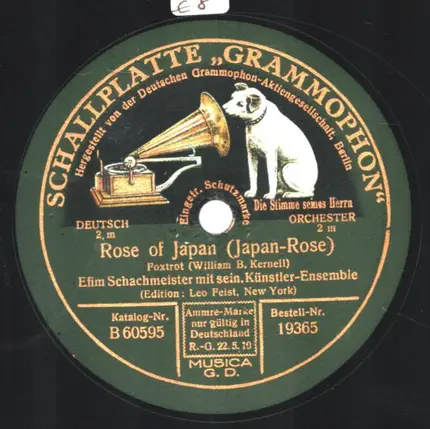 €8
SCHALLPLATTE „GRAMMOPHON“
Hergestellt von der Deutschen Grammophon-Aktiengesellschaft, Berlin
Eingetr. Schutzmarke
Die Stimme seines Herrn
DEUTSCH
2, m
ORCHESTER
2 m
Rose of Japan (Japan-Rose)
Foxtrot (William B. Kernell)
Efim Schachmeister mit sein. Künstler-Ensemble
(Edition: Leo Feist, New York)
Katalog-Nr.
B 60595
Ammre-Marke
nur gültig in
Deutschland
R.-G. 22. 5. 10
Bestell-Nr.
19365
MUSICA
G. D.